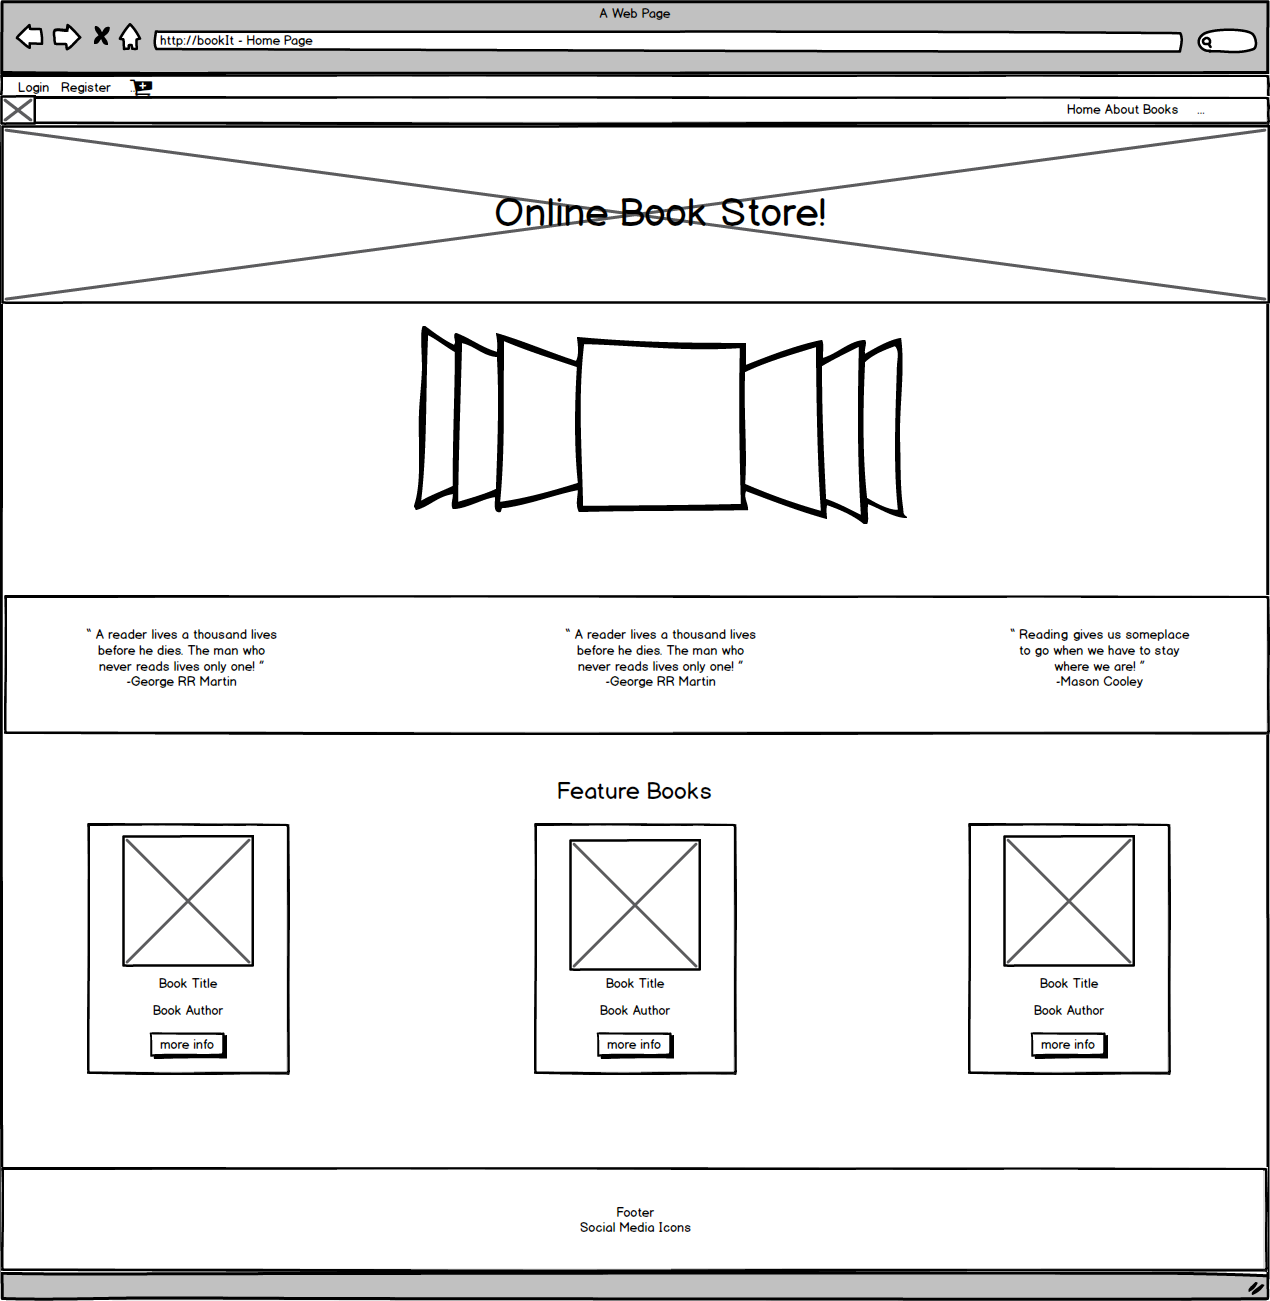 A Web Page
http://bookIt - Home Page
Login Register
Home About Books ...
Online Book Store!
“ A reader lives a thousand lives
before he dies. The man who
never reads lives only one! ”
-George RR Martin
“ A reader lives a thousand lives
before he dies. The man who
never reads lives only one! ”
-George RR Martin
“ Reading gives us someplace
to go when we have to stay
where we are! ”
-Mason Cooley
Feature Books
Book Title
Book Author
more info
Book Title
Book Author
more info
Book Title
Book Author
more info
Footer
Social Media Icons